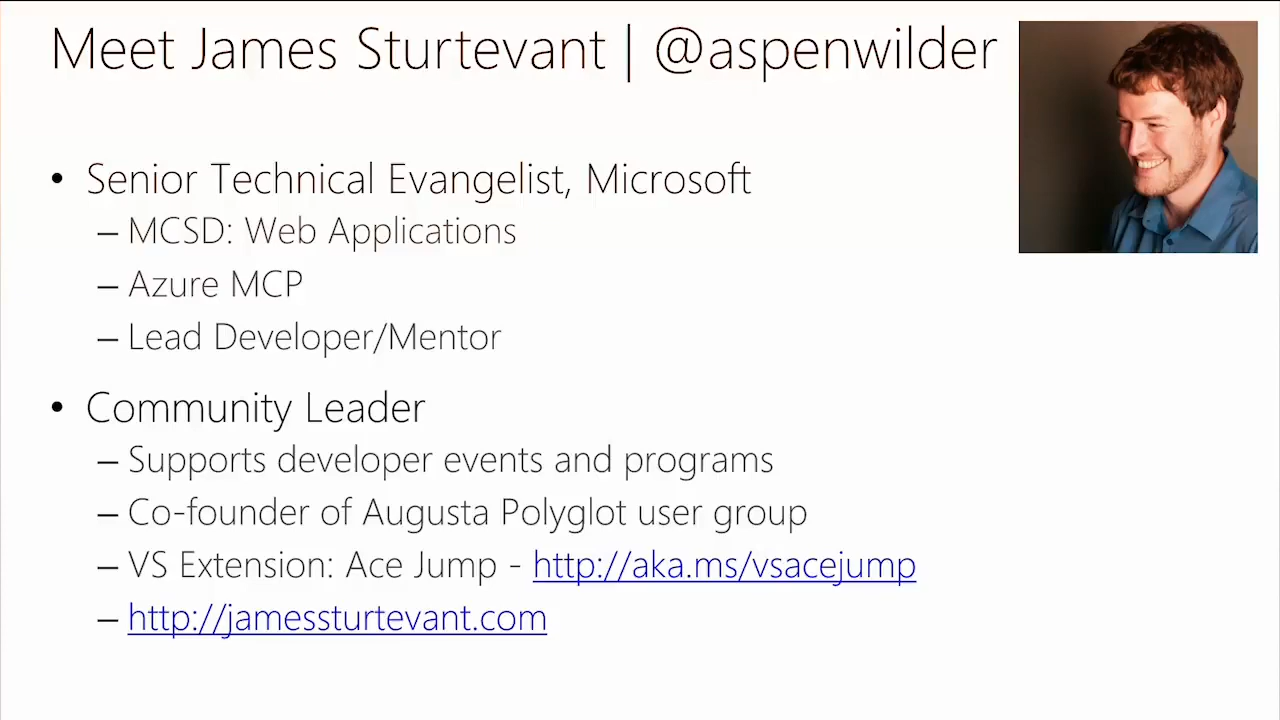 Meet James Sturtevant | @aspenwilder
• Senior Technical Evangelist, Microsoft
– MCSD: Web Applications
– Azure MCP
– Lead Developer/Mentor
• Community Leader
– Supports developer events and programs
– Co-founder of Augusta Polyglot user group
– VS Extension: Ace Jump - http://aka.ms/vsacejump
– http://jamessturtevant.com